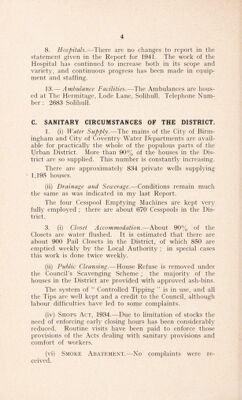 4
8. Hospitals.—There are no changes to report in the
statement given in the Report for 1941. The work of the
Hospital has continued to increase both in its scope and
variety, and continuous progress has been made in equip-
ment and staffing.
13.—Ambulance Facilities.—The Ambulances are hous-
ed at The Hermitage, Lode Lane, Solihull. Telephone Num-
ber: 2683 Solihull.
C. SANITARY CIRCUMSTANCES OF THE DISTRICT.
1. (i) Water Supply.—The mains of the City of Birm-
ingham and City of Coventry Water Departments are avail-
able for practically the whole of the populous parts of the
Urban District. More than 90% of the houses in the Dis-
trict are so supplied. This number is constantly increasing.
There are approximately 834 private wells supplying
1,195 houses.
(ii) Drainage and Sewerage.—Conditions remain much
the same as was indicated in my last Report.
The four Cesspool Emptying Machines are kept very
fully employed; there are about 670 Cesspools in the Dis-
trict.
3. (i) Closet Accommodation.—About 90% of the
Closets are water flushed. It is estimated that there are
about 900 Pail Closets in the District, of which 850 are
emptied weekly by the Local Authority; in special cases
this work is done twice weekly.
(ii) Public Cleansing.—House Refuse is removed under
the Council's Scavenging Scheme; the majority of the
houses in the District are provided with approved ash-bins.
The system of "Controlled Tipping" is in use, and all
the Tips are well kept and a credit to the Council, although
labour difficulties have led to some complaints.
(iv) SHOPS ACT, 1934.—Due to limitation of stocks the
need of enforcing early closing hours has been considerably
reduced. Routine visits have been paid to enforce those
provisions of the Acts dealing with sanitary provisions and
comfort of workers.
(vi) SMOKE ABATEMENT.—No complaints were re-
ceived.